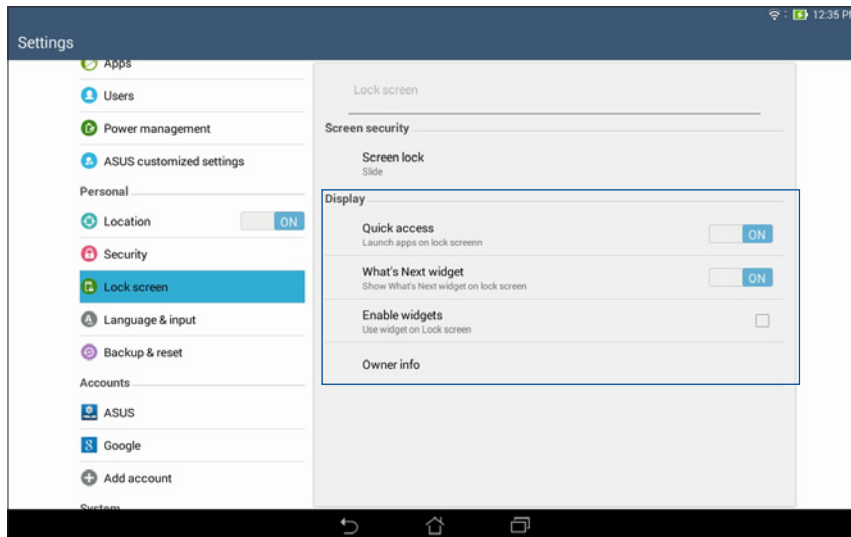 12:35 PM
Settings
Apps
Users
Power management
ASUS customized settings
Personal
Location ON
Security
Lock screen
Language & input
Backup & reset
Accounts
ASUS
Google
Add account
System
Lock screen
Screen security
Screen lock
Slide
Display
Quick access
Launch apps on lock screenn
ON
What's Next widget
Show What's Next widget on lock screen
ON
Enable widgets
Use widget on Lock screen
Owner info